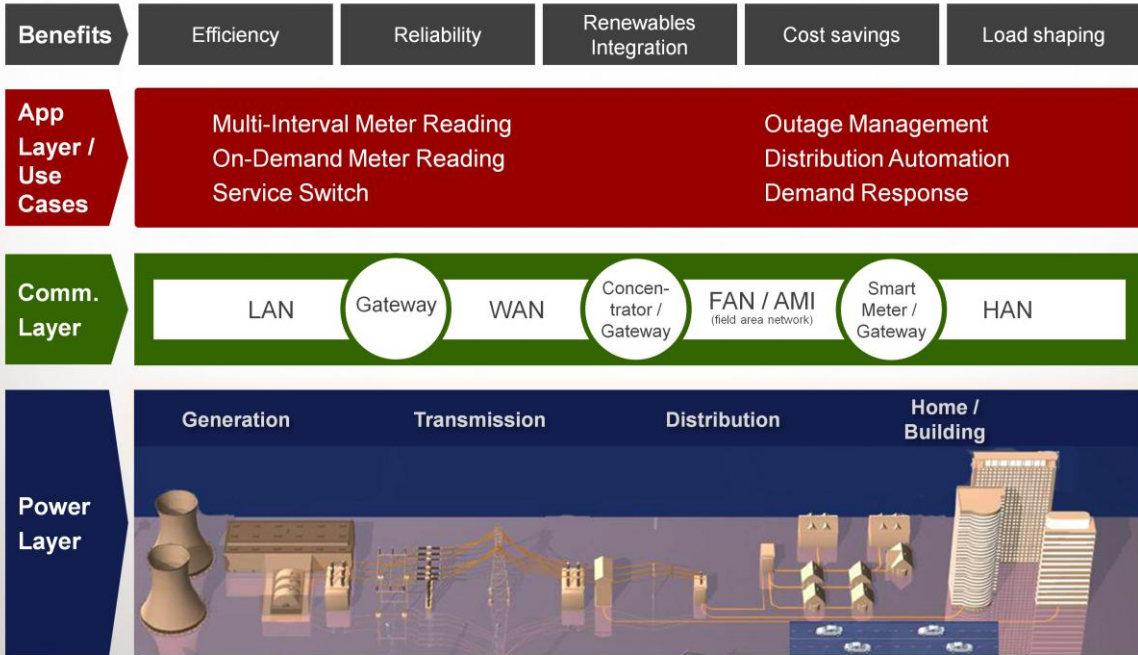 Benefits
Efficiency
Reliability
Renewables
Integration
Cost savings
Load shaping
App
Layer /
Use
Cases
Multi-Interval Meter Reading
On-Demand Meter Reading
Service Switch
Outage Management
Distribution Automation
Demand Response
Comm.
Layer
LAN
Gateway
WAN
Concen-
trator /
Gateway
FAN / AMI
(field area network)
Smart
Meter /
Gateway
HAN
Power
Layer
Generation
Transmission
Distribution
Home /
Building